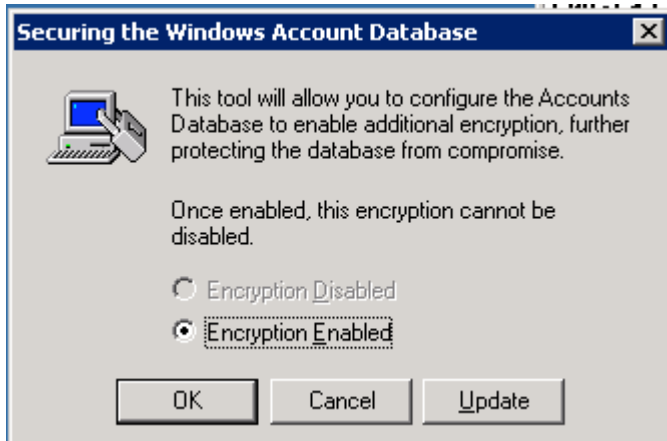 Securing the Windows Account Database
This tool will allow you to configure the Accounts
Database to enable additional encryption, further
protecting the database from compromise.
Once enabled, this encryption cannot be
disabled.
Encryption Disabled
Encryption Enabled
OK Cancel Update